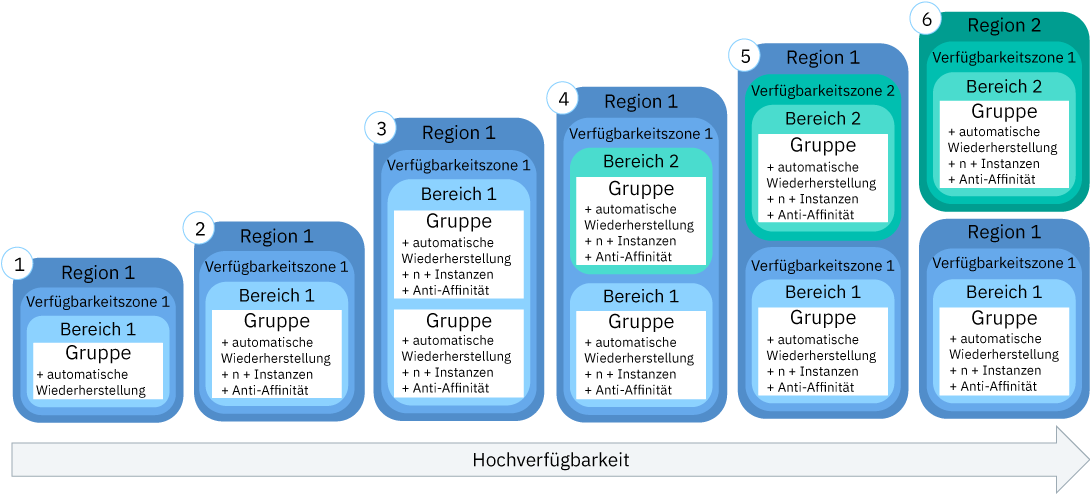 1
Region 1
Verfügbarkeitszone 1
Bereich 1
Gruppe
+ automatische
Wiederherstellung
2
Region 1
Verfügbarkeitszone 1
Bereich 1
Gruppe
+ automatische
Wiederherstellung
+ n + Instanzen
+ Anti-Affinität
3
Region 1
Verfügbarkeitszone 1
Bereich 1
Gruppe
+ automatische
Wiederherstellung
+ n + Instanzen
+ Anti-Affinität
Gruppe
+ automatische
Wiederherstellung
+ n + Instanzen
+ Anti-Affinität
4
Region 1
Verfügbarkeitszone 1
Bereich 2
Gruppe
+ automatische
Wiederherstellung
+ n + Instanzen
+ Anti-Affinität
Bereich 1
Gruppe
+ automatische
Wiederherstellung
+ n + Instanzen
+ Anti-Affinität
5
Region 1
Verfügbarkeitszone 2
Bereich 2
Gruppe
+ automatische
Wiederherstellung
+ n + Instanzen
+ Anti-Affinität
Verfügbarkeitszone 1
Bereich 1
Gruppe
+ automatische
Wiederherstellung
+ n + Instanzen
+ Anti-Affinität
6
Region 2
Verfügbarkeitszone 1
Bereich 2
Gruppe
+ automatische
Wiederherstellung
+ n + Instanzen
+ Anti-Affinität
Region 1
Verfügbarkeitszone 1
Bereich 1
Gruppe
+ automatische
Wiederherstellung
+ n + Instanzen
+ Anti-Affinität
Hochverfügbarkeit